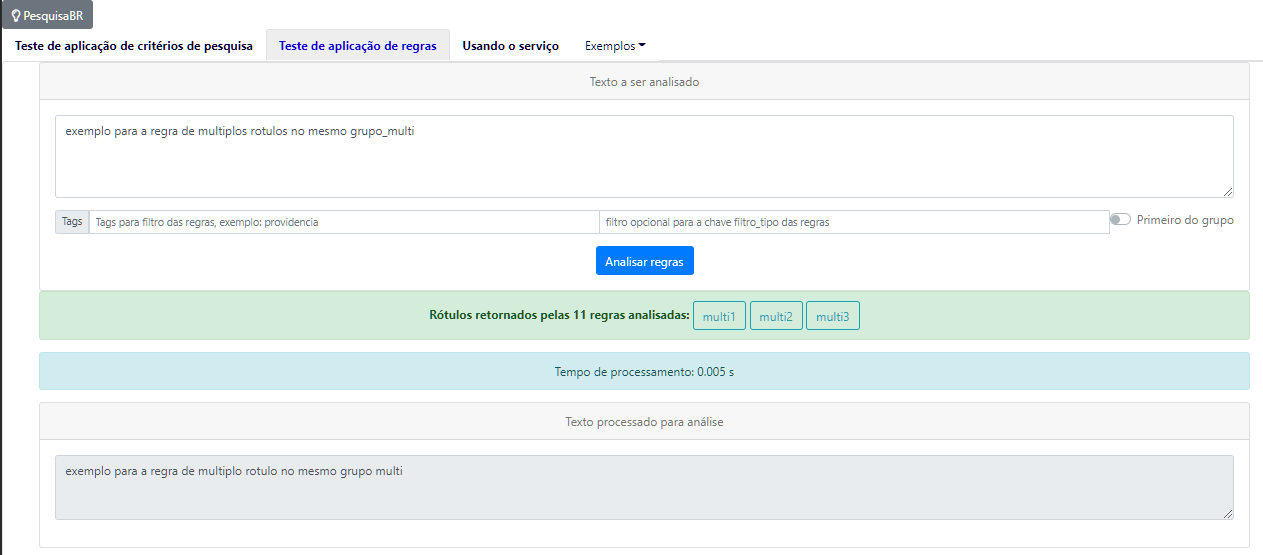 PesquisaBR
Teste de aplicação de critérios de pesquisa Teste de aplicação de regras Usando o serviço Exemplos
Texto a ser analisado
exemplo para a regra de multiplos rotulos no mesmo grupo_multi
Tags Tags para filtro das regras, exemplo: providencia filtro opcional para a chave filtro_tipo das regras Primeiro do grupo
Analisar regras
Rótulos retornados pelas 11 regras analisadas: multi1 multi2 multi3
Tempo de processamento: 0.005 s
Texto processado para análise
exemplo para a regra de multiplo rotulo no mesmo grupo multi